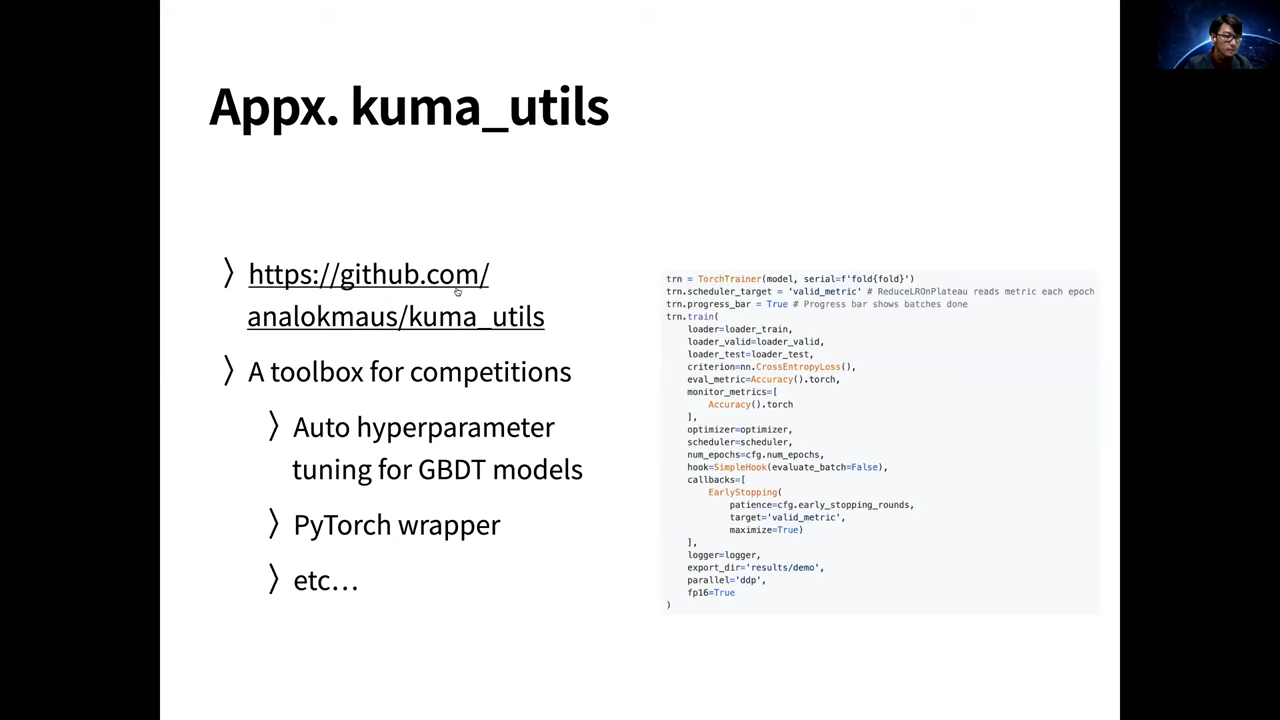 Appx. kuma_utils
〉https://github.com/
analokmaus/kuma_utils
〉A toolbox for competitions
〉Auto hyperparameter
tuning for GBDT models
〉PyTorch wrapper
〉etc…
trn = TorchTrainer(model, serial=f'fold{fold}')
trn.scheduler_target = 'valid_metric' # ReduceLROnPlateau reads metric each epoch
trn.progress_bar = True # Progress bar shows batches done
trn.train(
    loader=loader_train,
    loader_valid=loader_valid,
    loader_test=loader_test,
    criterion=nn.CrossEntropyLoss(),
    eval_metric=Accuracy().torch,
    monitor_metrics=[
        Accuracy().torch
    ],
    optimizer=optimizer,
    scheduler=scheduler,
    num_epochs=cfg.num_epochs,
    hook=SimpleHook(evaluate_batch=False),
    callbacks=[
        EarlyStopping(
            patience=cfg.early_stopping_rounds,
            target='valid_metric',
            maximize=True)
    ],
    logger=logger,
    export_dir='results/demo',
    parallel='ddp',
    fp16=True
)